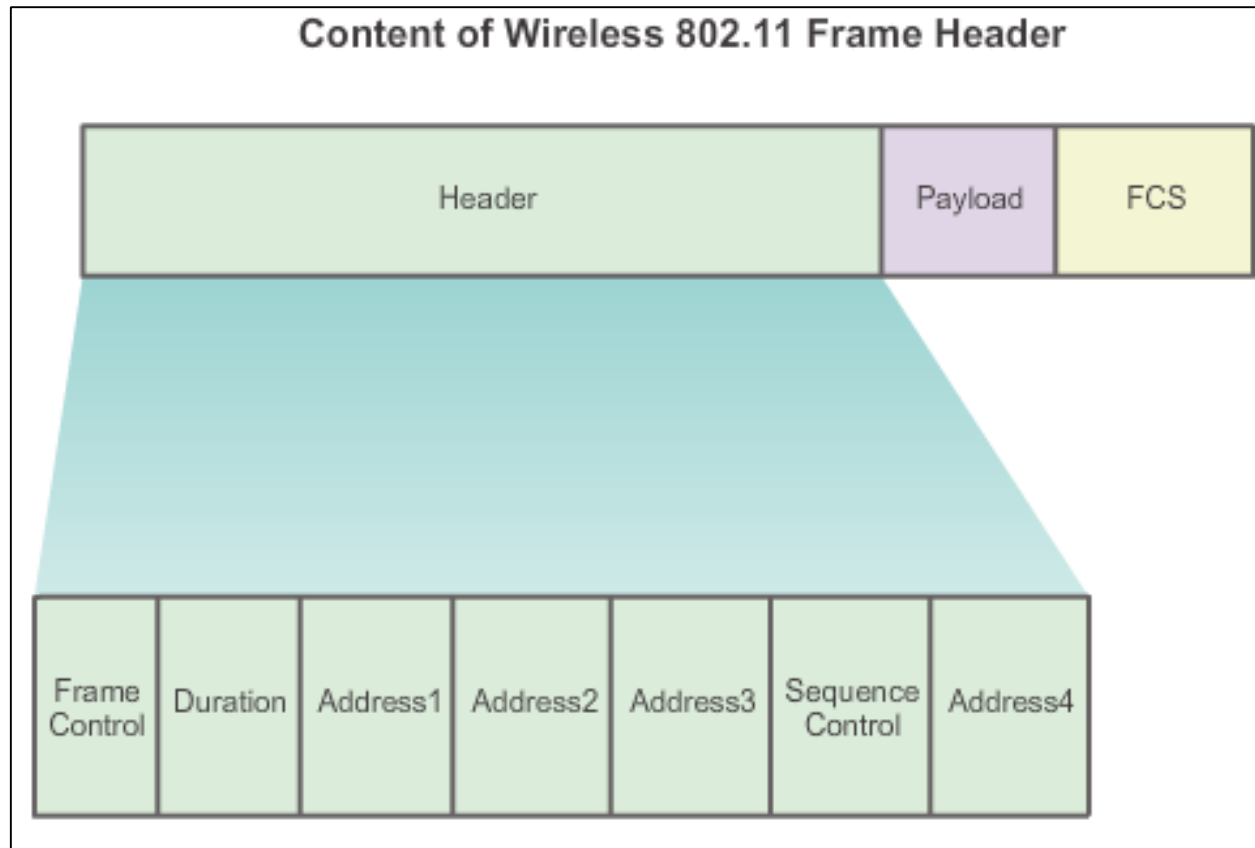 Content of Wireless 802.11 Frame Header
Header
Payload
FCS
Frame
Control
Duration
Address1
Address2
Address3
Sequence
Control
Address4